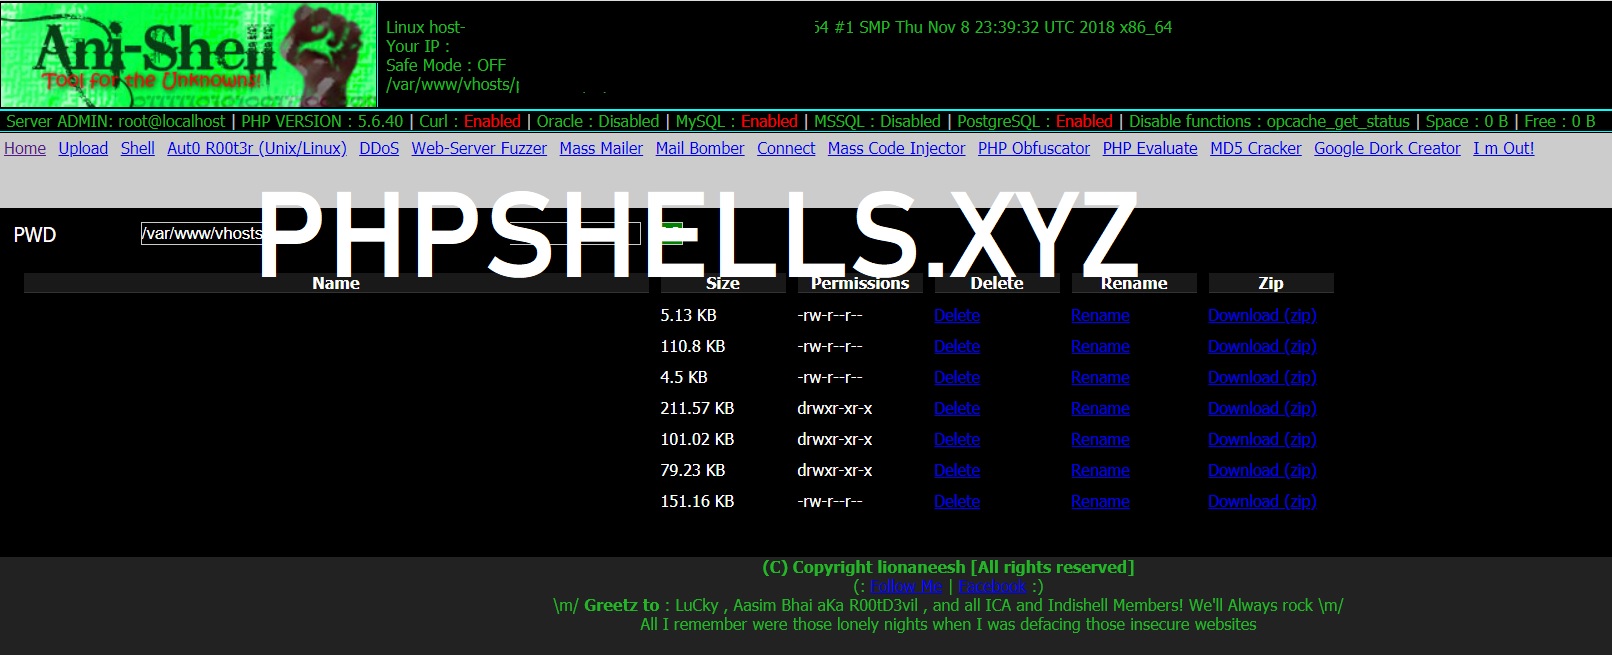 Ani-Shell
Tool for the Unknowns!
Linux host-
54 #1 SMP Thu Nov 8 23:39:32 UTC 2018 x86_64
Your IP :
Safe Mode : OFF
/var/www/vhosts/
Server ADMIN: root@localhost | PHP VERSION : 5.6.40 | Curl : Enabled | Oracle : Disabled | MySQL : Enabled | MSSQL : Disabled | PostgreSQL : Enabled | Disable functions : opcache_get_status | Space : 0 B | Free : 0 B
Home Upload Shell Aut0 R00t3r (Unix/Linux) DDoS Web-Server Fuzzer Mass Mailer Mail Bomber Connect Mass Code Injector PHP Obfuscator PHP Evaluate MD5 Cracker Google Dork Creator I m Out!
PHPSHELLS.XYZ
PWD /var/www/vhosts
Name Size Permissions Delete Rename Zip
5.13 KB -rw-r--r-- Delete Rename Download (zip)
110.8 KB -rw-r--r-- Delete Rename Download (zip)
4.5 KB -rw-r--r-- Delete Rename Download (zip)
211.57 KB drwxr-xr-x Delete Rename Download (zip)
101.02 KB drwxr-xr-x Delete Rename Download (zip)
79.23 KB drwxr-xr-x Delete Rename Download (zip)
151.16 KB -rw-r--r-- Delete Rename Download (zip)
(C) Copyright lionaneesh [All rights reserved]
(: Follow Me | Facebook :)
\m/ Greetz to : LuCky , Aasim Bhai aKa R00tD3vil , and all ICA and Indishell Members! We'll Always rock \m/
All I remember were those lonely nights when I was defacing those insecure websites